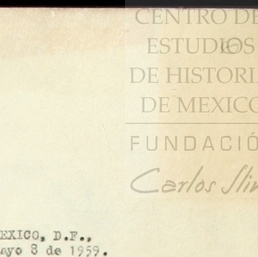 CENTRO DE
ESTUDIOS
DE HISTORI
DE MEXICO
FUNDACIÓ
Carlos Slim
EXICO, D.F.,
ayo 8 de 1959.